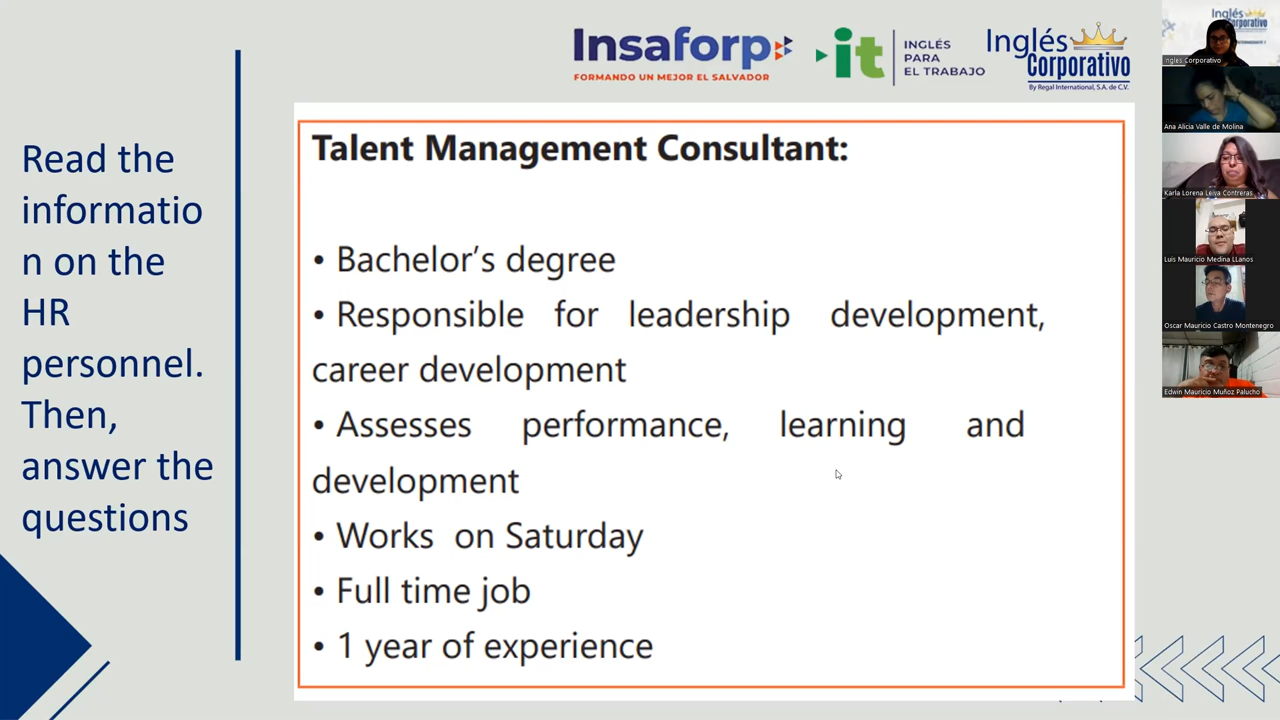 Insaforp
FORMANDO UN MEJOR EL SALVADOR
it
INGLÉS
PARA
EL TRABAJO
Inglés
Corporativo
By Regal International, S.A. de C.V.
Read the
informatio
n on the
HR
personnel.
Then,
answer the
questions
Talent Management Consultant:
• Bachelor’s degree
• Responsible for leadership development,
career development
• Assesses performance, learning and
development
• Works on Saturday
• Full time job
• 1 year of experience
Inglés
Corporativo
Ingles Corporativo
Ana Alicia Valle de Molina
Karla Lorena Leiva Contreras
Luis Mauricio Medina LLanos
Oscar Mauricio Castro Montenegro
Edwin Mauricio Muñoz Palucho